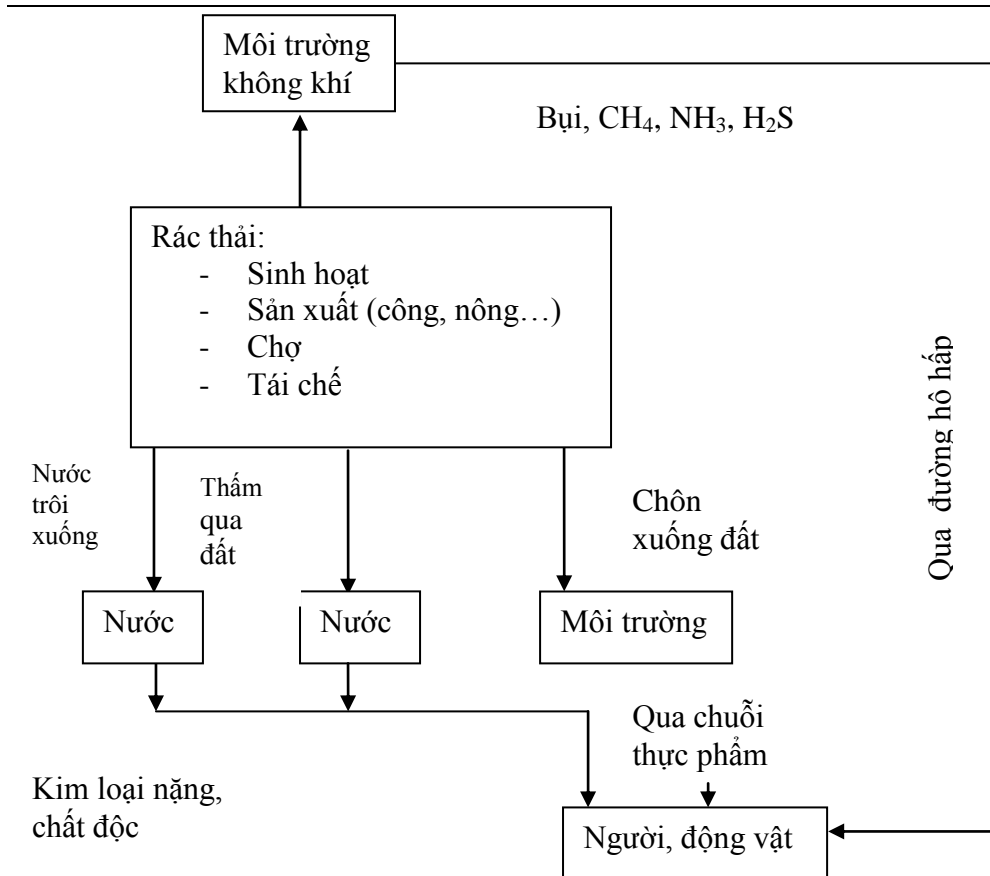 Môi trường
không khí
Bụi, CH₄, NH₃, H₂S
Rác thải:
- Sinh hoạt
- Sản xuất (công, nông…)
- Chợ
- Tái chế
Qua đường hô hấp
Nước
trôi
xuống
Thấm
qua
đất
Chôn
xuống đất
Nước
Nước
Môi trường
Qua chuỗi
thực phẩm
Kim loại nặng,
chất độc
Người, động vật